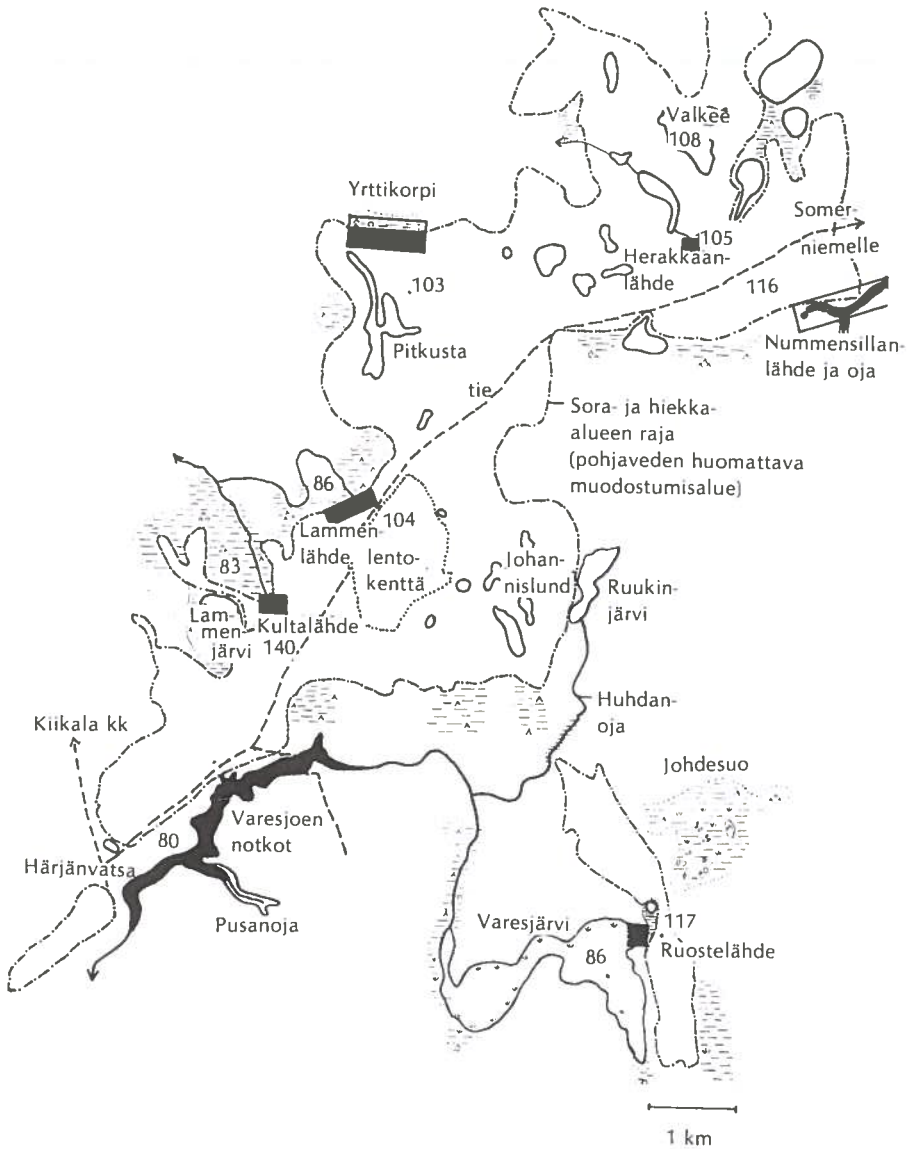 Valkee
108
Yrttikorpi
Somer-
niemelle
105
Herakkaan-
lähde
116
103
Pitkusta
Nummensillan-
lähde ja oja
tie
Sora- ja hiekka-
alueen raja
(pohjaveden huomattava
muodostumisalue)
86
104
Lammen-
lähde
lento-
kenttä
Johan-
nislund
83
Ruukin-
järvi
Lam-
men-
järvi
Kultalähde
140
Huhdan-
oja
Kiikala kk
Johdesuo
80
Varesjoen
notkot
Härjänvatsa
Pusanoja
Varesjärvi
117
86
Ruostelähde
1 km